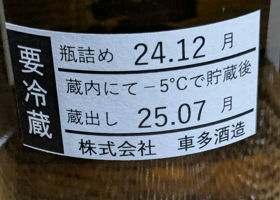 要冷蔵
瓶詰め 24.12 月
蔵内にて－5℃で貯蔵後
蔵出し 25.07 月
株式会社 車多酒造